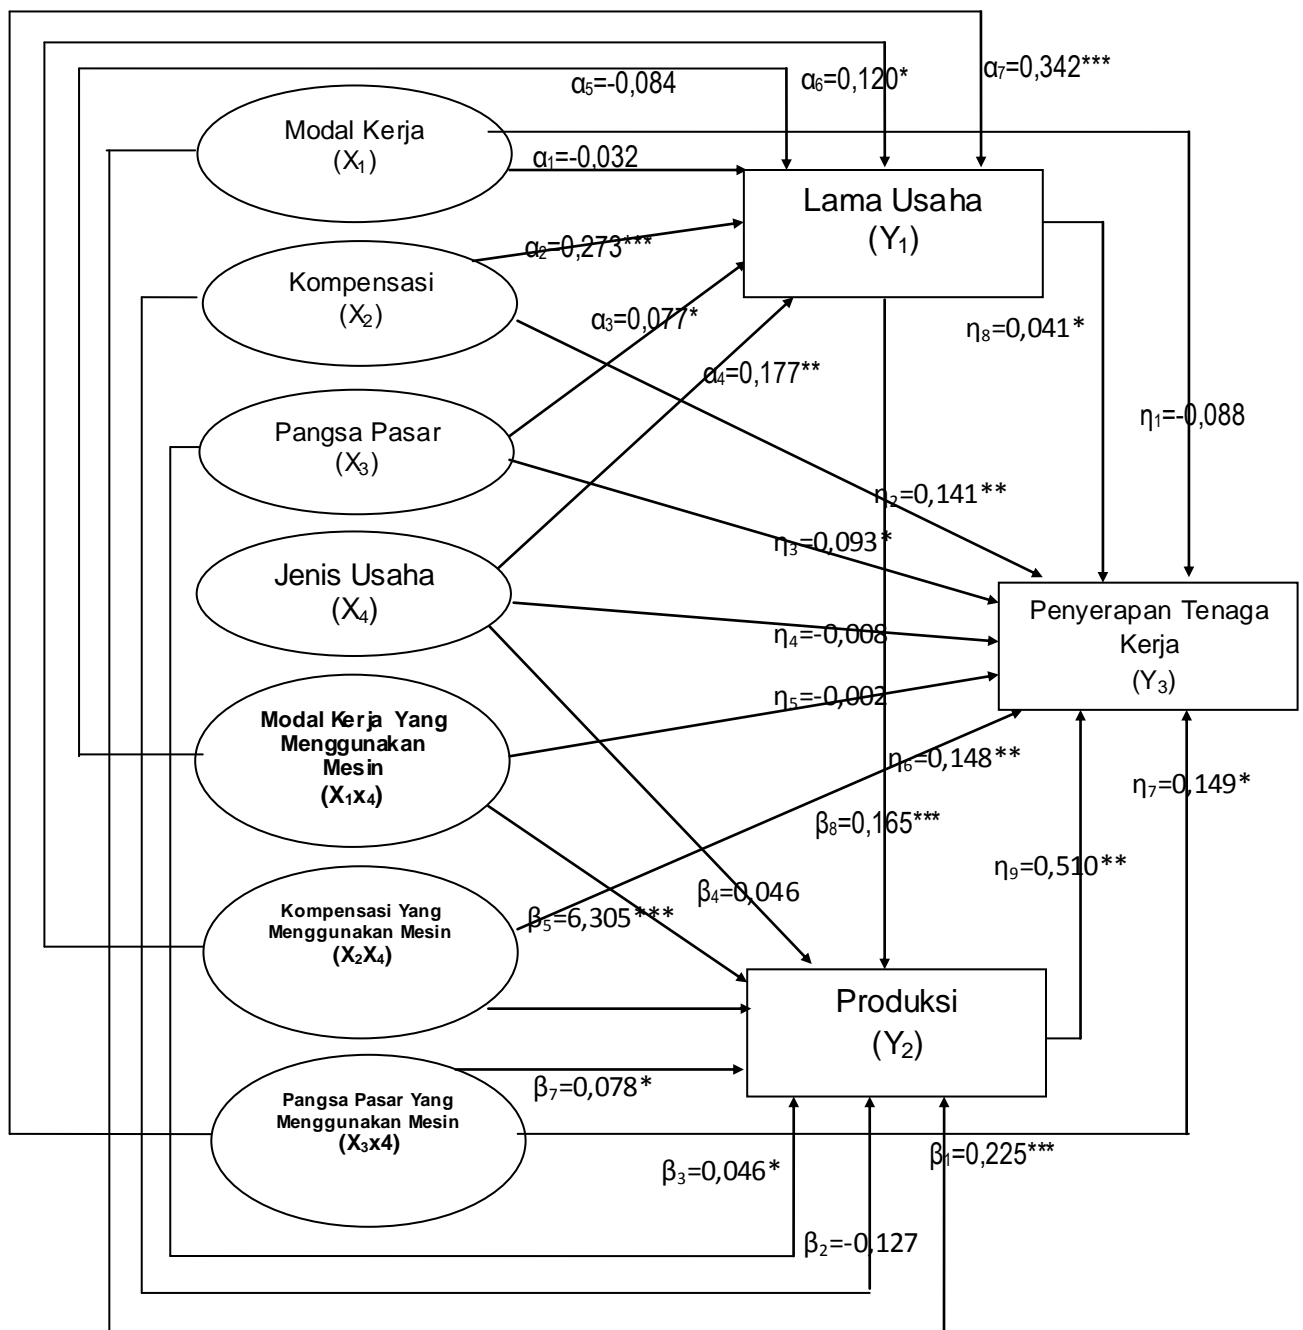 α₇=0,342***
α₅=-0,084
α₆=0,120*
Modal Kerja
(X₁)
α₁=-0,032
Lama Usaha
(Y₁)
α₂=0,273***
Kompensasi
(X₂)
α₃=0,077*
η₈=0,041*
α₄=0,177**
η₁=-0,088
Pangsa Pasar
(X₃)
η₂=0,141**
η₃=0,093*
Jenis Usaha
(X₄)
Penyerapan Tenaga
Kerja
(Y₃)
η₄=-0,008
η₅=-0,002
Modal Kerja Yang
Menggunakan
Mesin
(X₁x₄)
η₆=0,148**
η₇=0,149*
β₈=0,165***
η₉=0,510**
β₄=0,046
β₅=6,305***
Kompensasi Yang
Menggunakan Mesin
(X₂X₄)
Produksi
(Y₂)
β₇=0,078*
Pangsa Pasar Yang
Menggunakan Mesin
(X₃x4)
β₁=0,225***
β₃=0,046*
β₂=-0,127